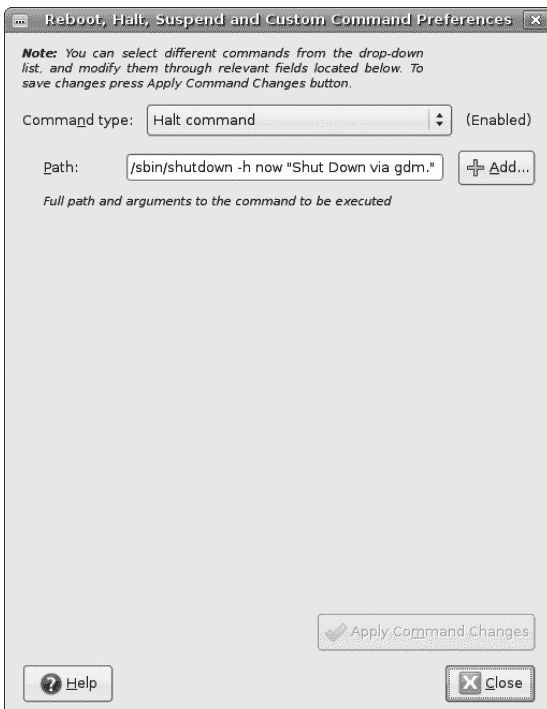 Reboot, Halt, Suspend and Custom Command Preferences
Note: You can select different commands from the drop-down
list, and modify them through relevant fields located below. To
save changes press Apply Command Changes button.
Command type: Halt command (Enabled)
Path: /sbin/shutdown -h now "Shut Down via gdm." Add...
Full path and arguments to the command to be executed
Apply Command Changes
Help Close